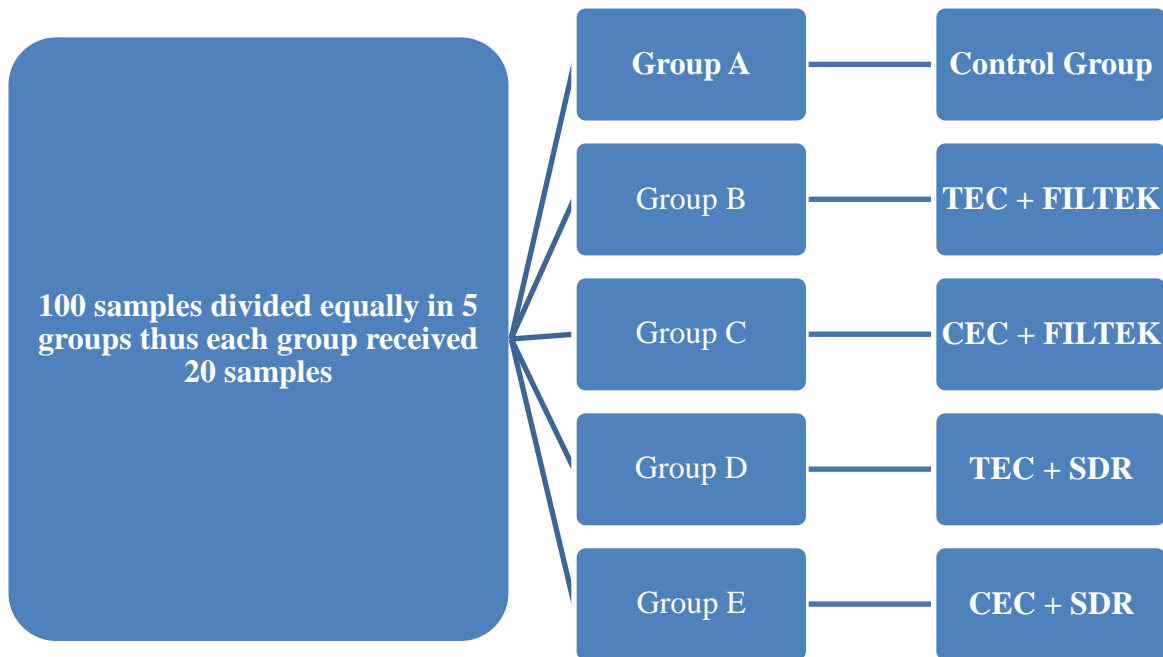 100 samples divided equally in 5
groups thus each group received
20 samples
Group A
Control Group
Group B
TEC + FILTEK
Group C
CEC + FILTEK
Group D
TEC + SDR
Group E
CEC + SDR